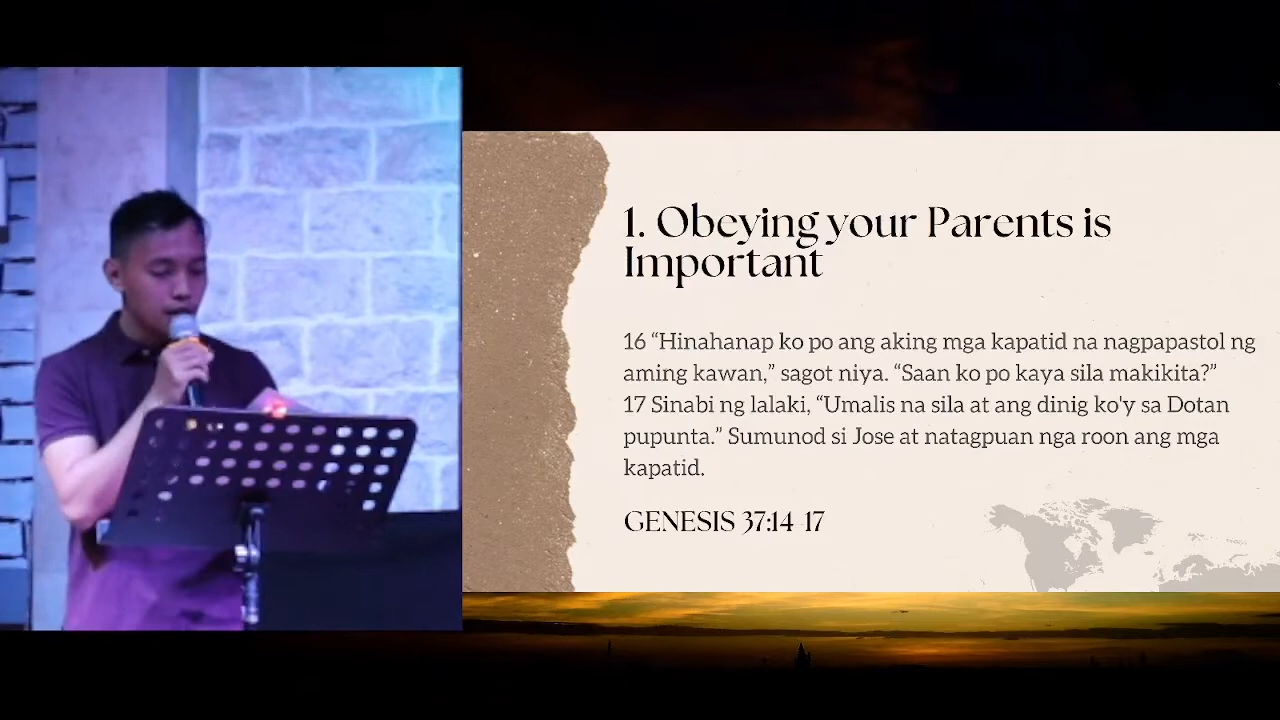 1. Obeying your Parents is
Important
16 “Hinahanap ko po ang aking mga kapatid na nagpapastol ng
aming kawan,” sagot niya. “Saan ko po kaya sila makikita?”
17 Sinabi ng lalaki, “Umalis na sila at ang dinig ko'y sa Dotan
pupunta.” Sumunod si Jose at natagpuan nga roon ang mga
kapatid.
GENESIS 37:14-17